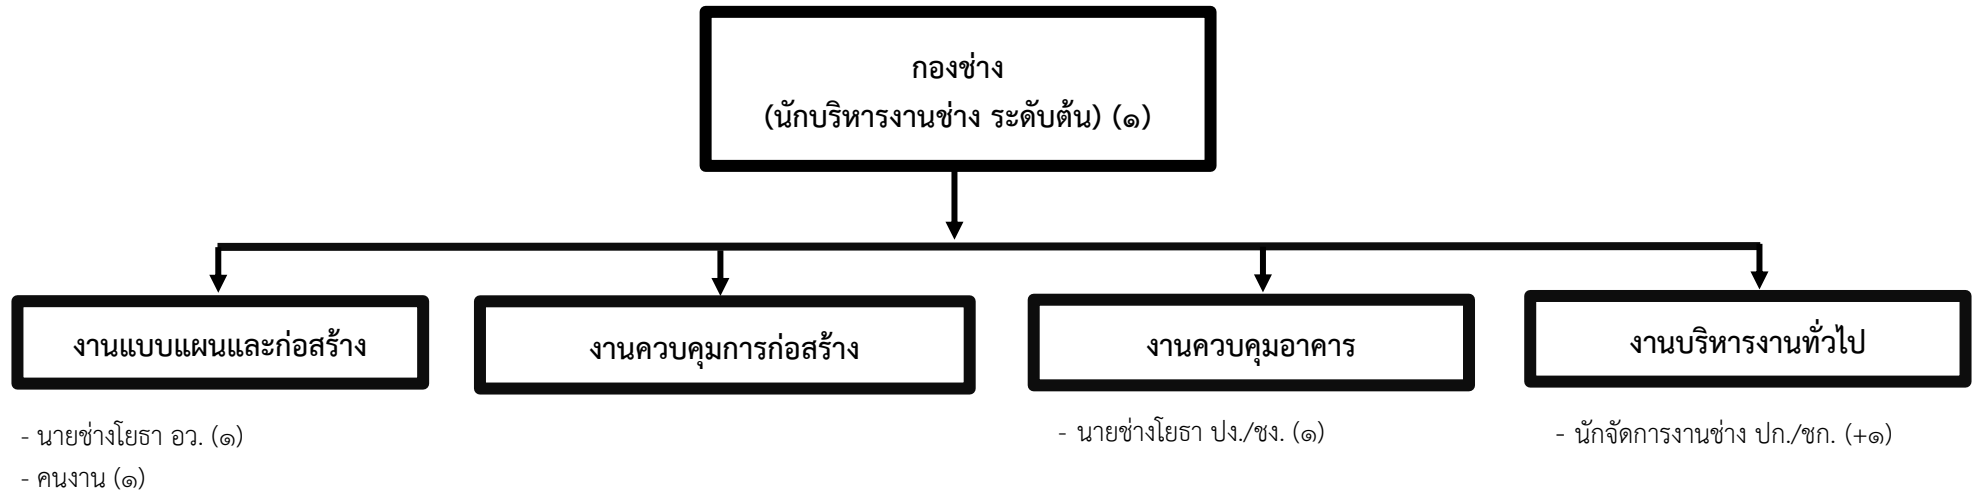 กองช่าง
(นักบริหารงานช่าง ระดับต้น) (๑)
งานแบบแผนและก่อสร้าง
งานควบคุมการก่อสร้าง
งานควบคุมอาคาร
งานบริหารงานทั่วไป
- นายช่างโยธา อว. (๑)
- คนงาน (๑)
- นายช่างโยธา ปง./ชง. (๑)
- นักจัดการงานช่าง ปก./ชก. (+๑)